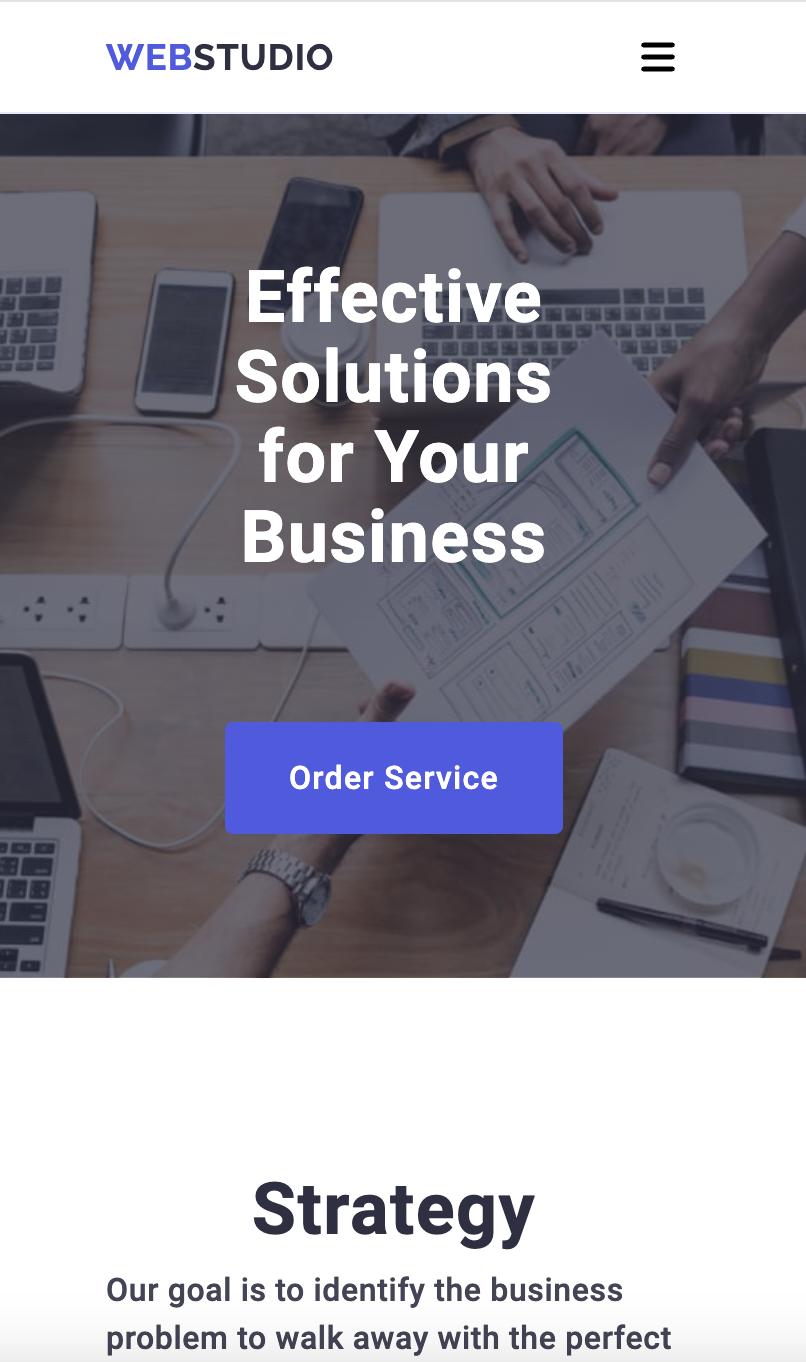 WEBSTUDIO
Effective
Solutions
for Your
Business
Order Service
Strategy
Our goal is to identify the business
problem to walk away with the perfect